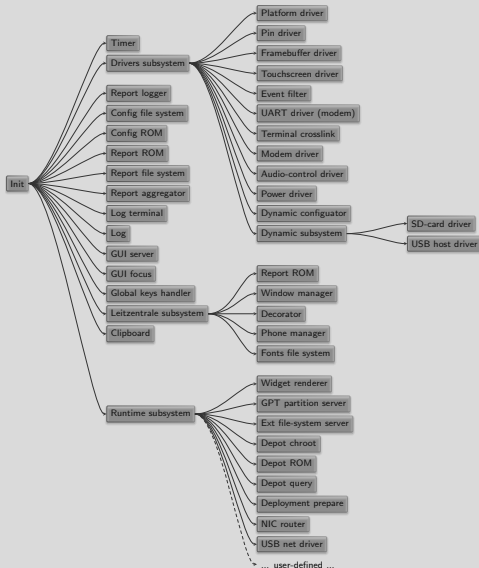 Init
Timer
Drivers subsystem
Report logger
Config file system
Config ROM
Report ROM
Report file system
Report aggregator
Log terminal
Log
GUI server
GUI focus
Global keys handler
Leitzentrale subsystem
Clipboard
Runtime subsystem
Platform driver
Pin driver
Framebuffer driver
Touchscreen driver
Event filter
UART driver (modem)
Terminal crosslink
Modem driver
Audio-control driver
Power driver
Dynamic configuator
Dynamic subsystem
SD-card driver
USB host driver
Report ROM
Window manager
Decorator
Phone manager
Fonts file system
Widget renderer
GPT partition server
Ext file-system server
Depot chroot
Depot ROM
Depot query
Deployment prepare
NIC router
USB net driver
... user-defined ...